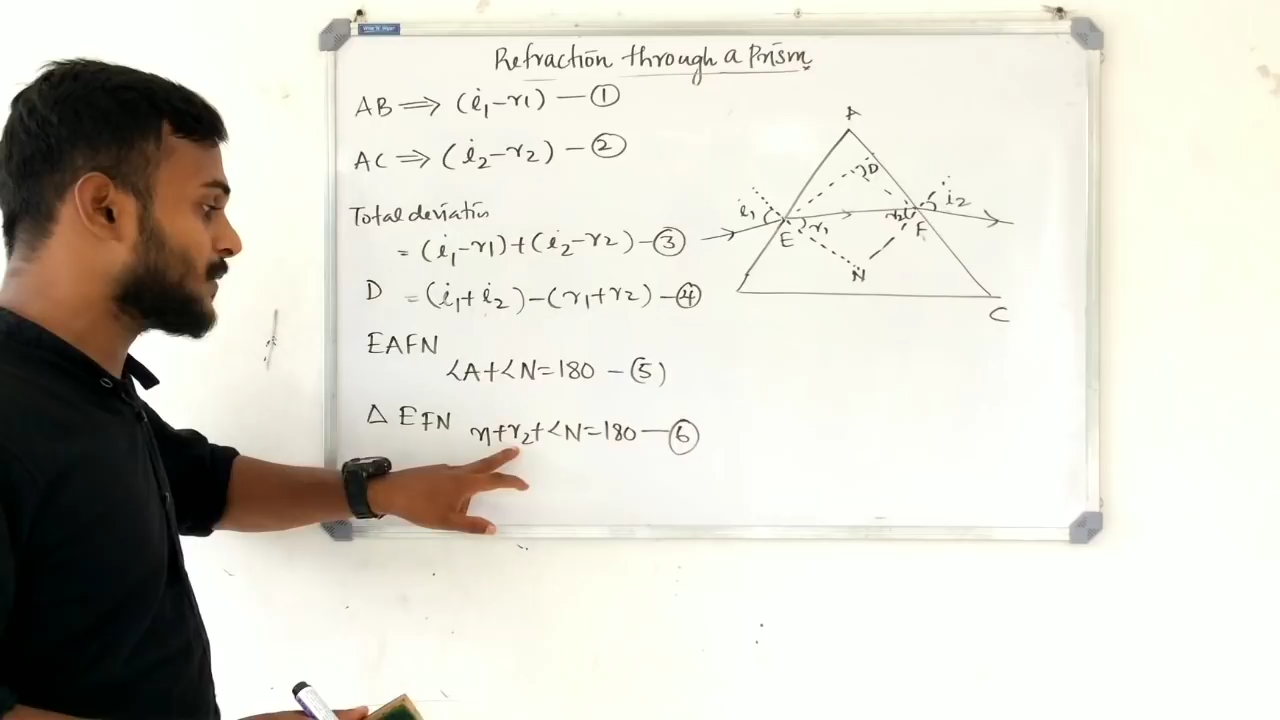 Refraction through a Prism
AB ⟹ (i₁-r₁) — ①
AC ⟹ (i₂-r₂) — ②
Total deviation
= (i₁-r₁)+(i₂-r₂) - ③
D = (i₁+i₂)-(r₁+r₂) - ④
EAFN
∠A+∠N=180 - ⑤
Δ EFN r₁+r₂+∠N=180 — ⑥
A
D
i₁
i₂
r₁
r₂
E
F
N
C